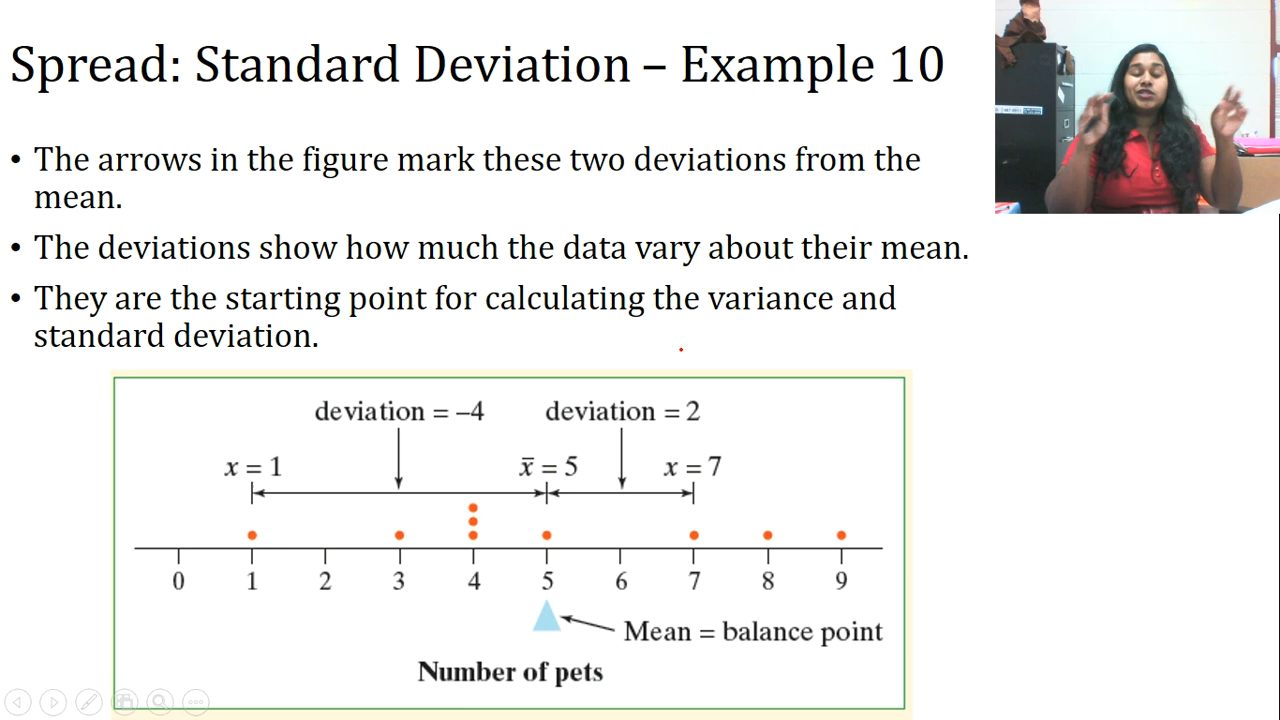 Spread: Standard Deviation – Example 10
• The arrows in the figure mark these two deviations from the
mean.
• The deviations show how much the data vary about their mean.
• They are the starting point for calculating the variance and
standard deviation.
deviation = –4
deviation = 2
x = 1
x̄ = 5
x = 7
0 1 2 3 4 5 6 7 8 9
Mean = balance point
Number of pets